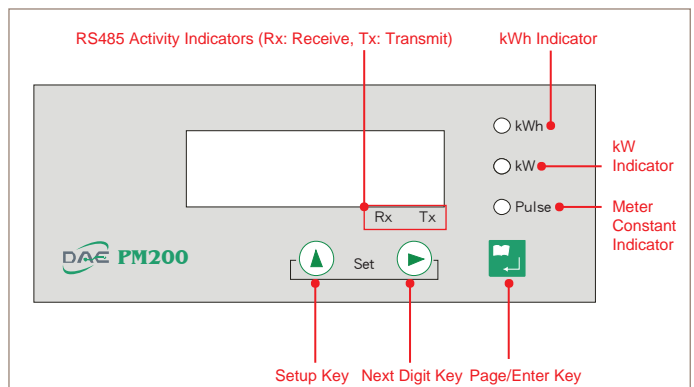 RS485 Activity Indicators (Rx: Receive, Tx: Transmit)
kWh Indicator
kWh
kW
kW
Indicator
Pulse
Meter
Constant
Indicator
Rx Tx
DAE PM200
Set
Setup Key Next Digit Key Page/Enter Key